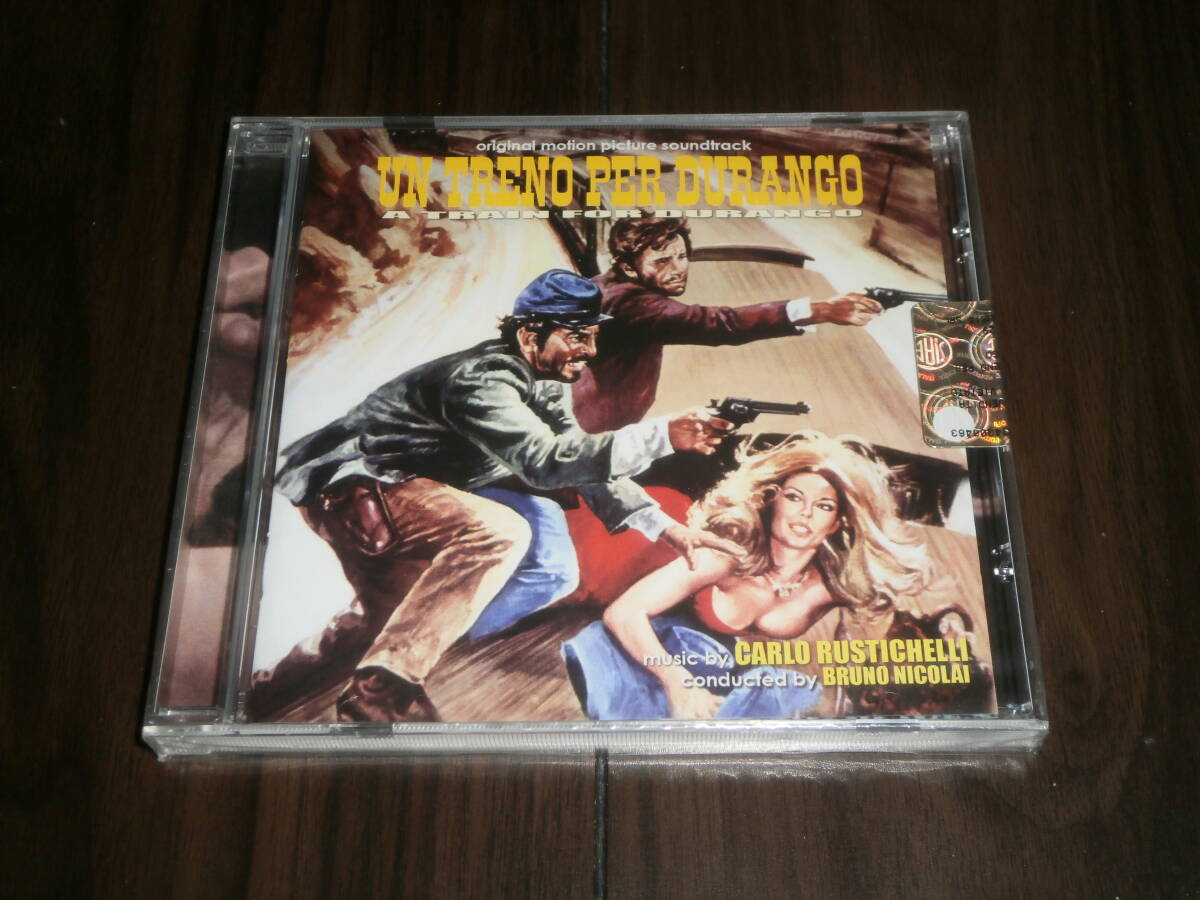 original motion picture soundtrack
UN TRENO PER DURANGO
A TRAIN FOR DURANGO
SIAE
music by CARLO RUSTICHELLI
conducted by BRUNO NICOLAI